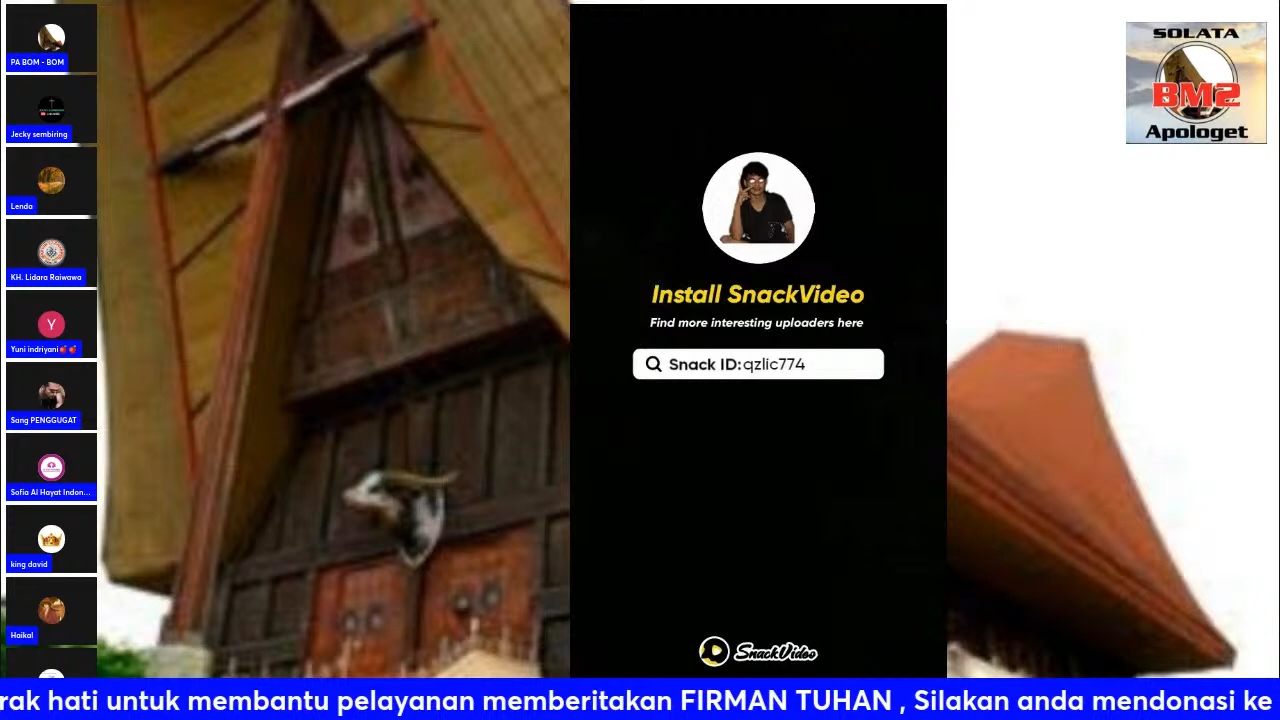 PA BOM - BOM
Jecky sembiring
Lenda
KH. Lidara Raiwawa
Y
Yuni indriyani🍎🍎
Sang PENGGUGAT
Sofia Al Hayat Indon...
king david
Haikal
Install SnackVideo
Find more interesting uploaders here
Snack ID:qzlic774
SnackVideo
SOLATA
BM2
Apologet
rak hati untuk membantu pelayanan memberitakan FIRMAN TUHAN , Silakan anda mendonasi ke